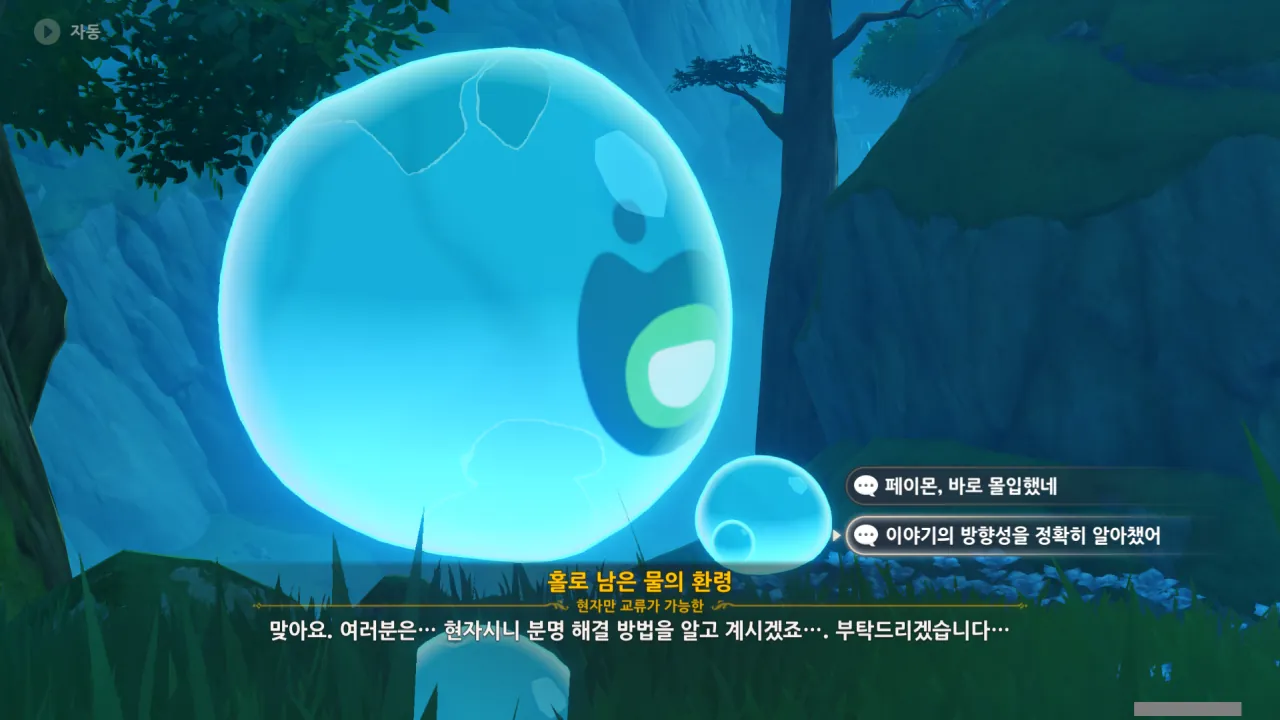 자동
페이몬, 바로 몰입했네
이야기의 방향성을 정확히 알아챘어
홀로 남은 물의 환령
현자만 교류가 가능한
맞아요. 여러분은… 현자시니 분명 해결 방법을 알고 계시겠죠…. 부탁드리겠습니다…